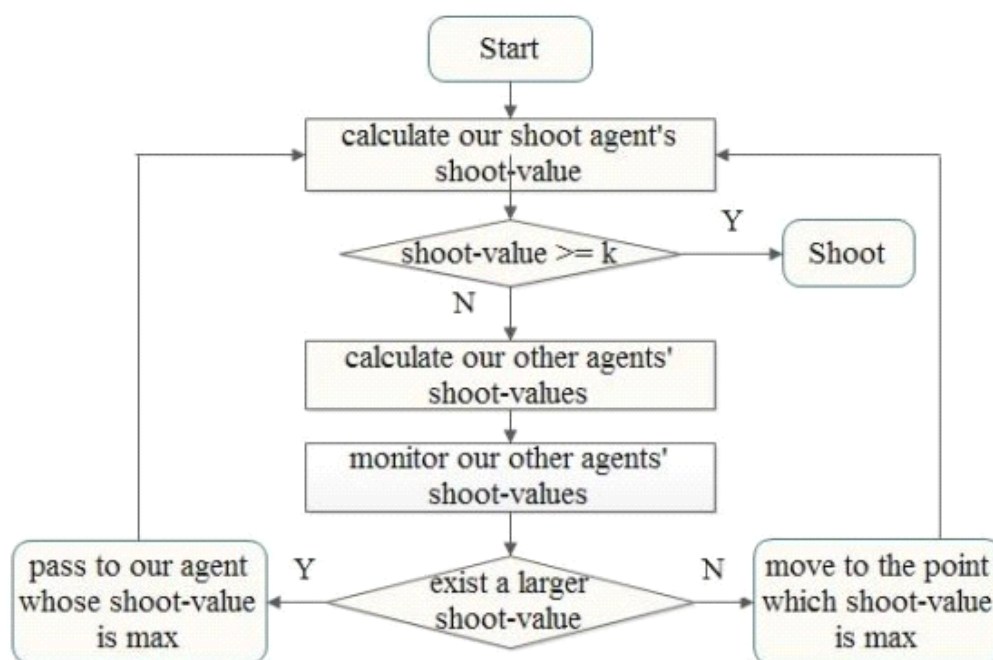 Start
calculate our shoot agent's
shoot-value
Y
shoot-value >= k
Shoot
N
calculate our other agents'
shoot-values
monitor our other agents'
shoot-values
pass to our agent
whose shoot-value
is max
Y
exist a larger
shoot-value
N
move to the point
which shoot-value
is max